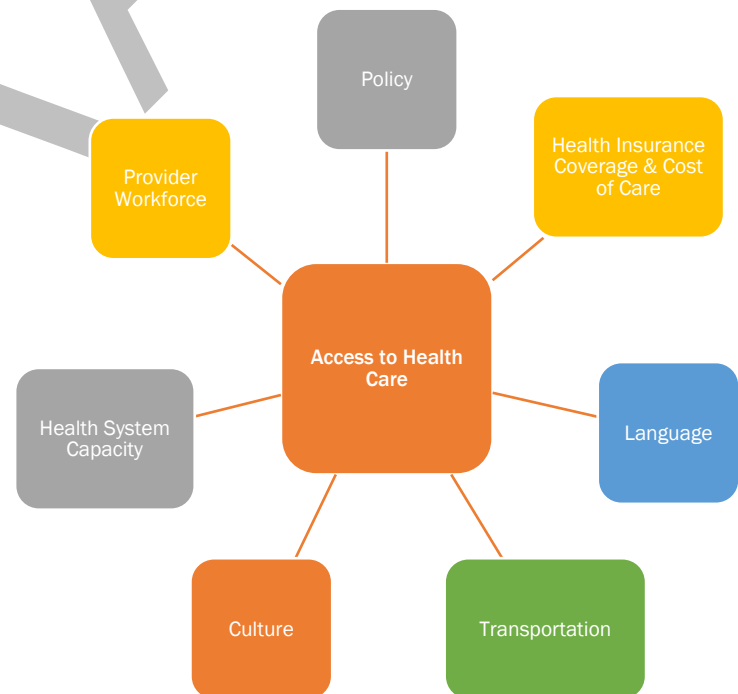 Policy
Health Insurance
Coverage & Cost
of Care
Provider
Workforce
Access to Health
Care
Language
Health System
Capacity
Culture
Transportation